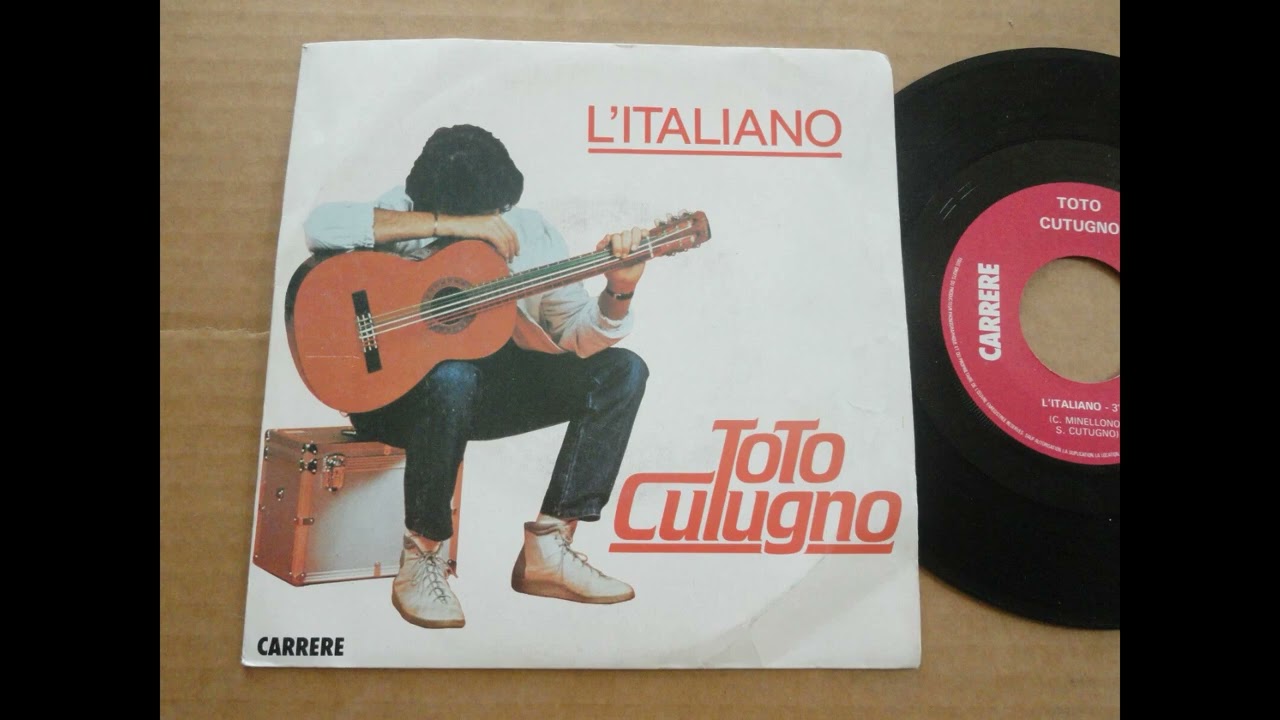 L'ITALIANO
TOTO
CUTUGNO
CARRERE
TOTO
CUTUGNO
CARRERE
L'ITALIANO - 3'
(C. MINELLONO
S. CUTUGNO)